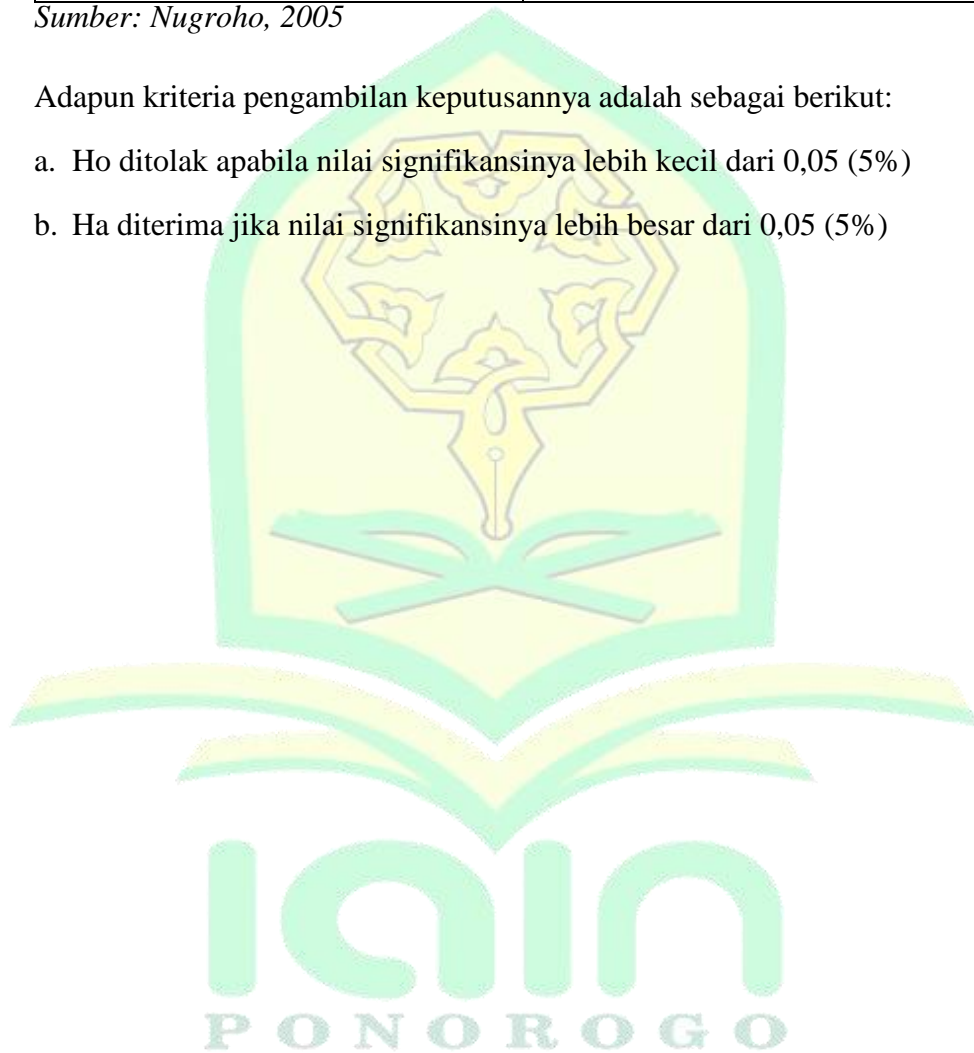 Sumber: Nugroho, 2005
Adapun kriteria pengambilan keputusannya adalah sebagai berikut:
a. Ho ditolak apabila nilai signifikansinya lebih kecil dari 0,05 (5%)
b. Ha diterima jika nilai signifikansinya lebih besar dari 0,05 (5%)
iain
PONOROGO